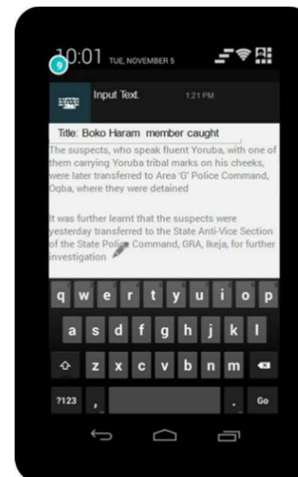 10:01 TUE, NOVEMBER 5
9
Input Text. 1:21 PM
Title: Boko Haram member caught
The suspects, who speak fluent Yoruba, with one of
them carrying Yoruba tribal marks on his cheeks,
were later transferred to Area 'G' Police Command,
Ogba, where they were detained
It was further learnt that the suspects were
yesterday transferred to the State Anti-Vice Section
of the State Police Command, GRA, Ikeja, for further
investigation
q w e r t y u i o p
a s d f g h j k l
z x c v b n m
?123 , . Go